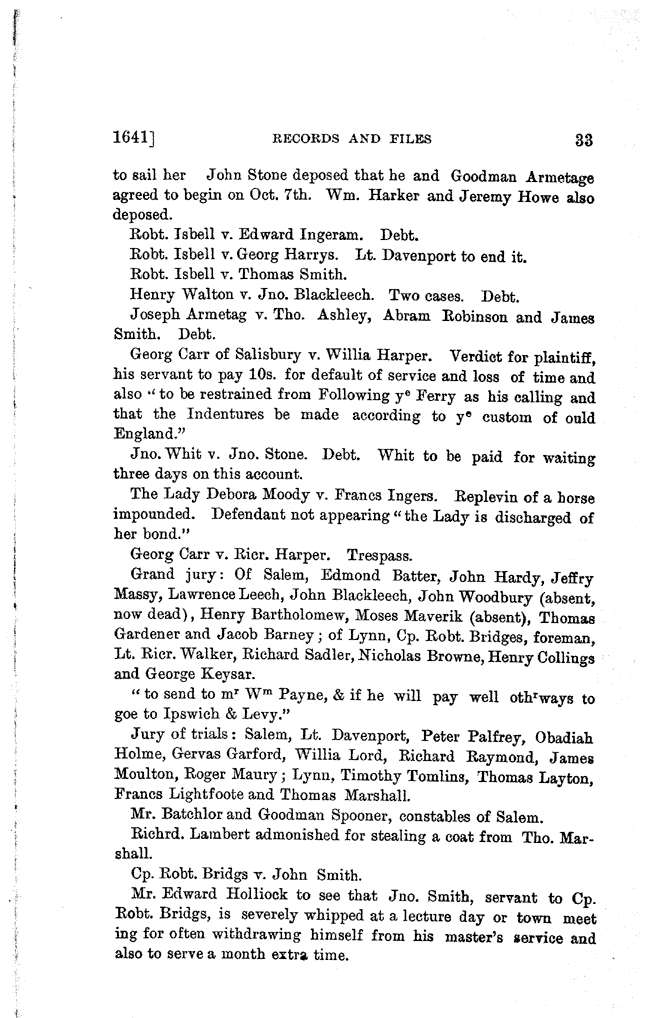 1641] RECORDS AND FILES 33
to sail her John Stone deposed that he and Goodman Armetage
agreed to begin on Oct. 7th. Wm. Harker and Jeremy Howe also
deposed.
Robt. Isbell v. Edward Ingeram. Debt.
Robt. Isbell v. Georg Harrys. Lt. Davenport to end it.
Robt. Isbell v. Thomas Smith.
Henry Walton v. Jno. Blackleech. Two cases. Debt.
Joseph Armetag v. Tho. Ashley, Abram Robinson and James
Smith. Debt.
Georg Carr of Salisbury v. Willia Harper. Verdict for plaintiff,
his servant to pay 10s. for default of service and loss of time and
also “to be restrained from Following yᵉ Ferry as his calling and
that the Indentures be made according to yᵉ custom of ould
England.”
Jno. Whit v. Jno. Stone. Debt. Whit to be paid for waiting
three days on this account.
The Lady Debora Moody v. Francs Ingers. Replevin of a horse
impounded. Defendant not appearing “the Lady is discharged of
her bond.”
Georg Carr v. Ricr. Harper. Trespass.
Grand jury: Of Salem, Edmond Batter, John Hardy, Jeffry
Massy, Lawrence Leech, John Blackleech, John Woodbury (absent,
now dead), Henry Bartholomew, Moses Maverik (absent), Thomas
Gardener and Jacob Barney; of Lynn, Cp. Robt. Bridges, foreman,
Lt. Ricr. Walker, Richard Sadler, Nicholas Browne, Henry Collings
and George Keysar.
“to send to mʳ Wᵐ Payne, & if he will pay well othʳways to
goe to Ipswich & Levy.”
Jury of trials: Salem, Lt. Davenport, Peter Palfrey, Obadiah
Holme, Gervas Garford, Willia Lord, Richard Raymond, James
Moulton, Roger Maury; Lynn, Timothy Tomlins, Thomas Layton,
Francs Lightfoote and Thomas Marshall.
Mr. Batchlor and Goodman Spooner, constables of Salem.
Richrd. Lambert admonished for stealing a coat from Tho. Mar-
shall.
Cp. Robt. Bridgs v. John Smith.
Mr. Edward Holliock to see that Jno. Smith, servant to Cp.
Robt. Bridgs, is severely whipped at a lecture day or town meet
ing for often withdrawing himself from his master's service and
also to serve a month extra time.